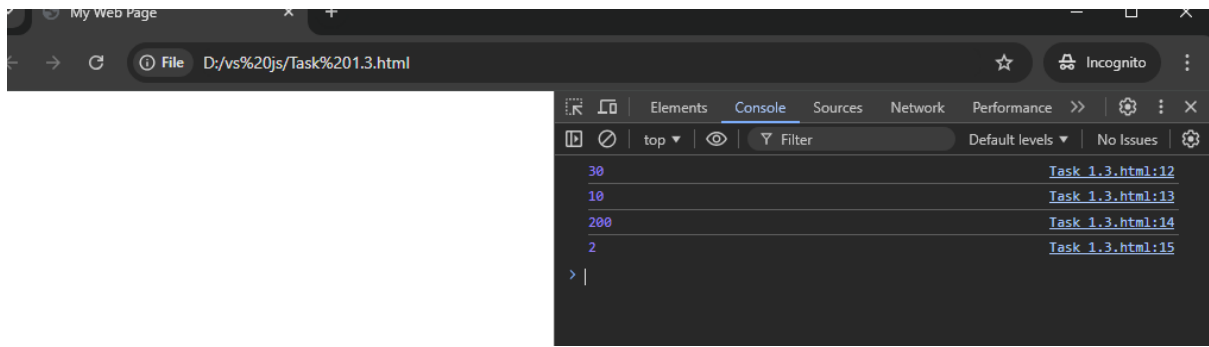 My Web Page
File D:/vs%20js/Task%201.3.html Incognito
Elements Console Sources Network Performance
top Filter Default levels No Issues
30 Task 1.3.html:12
10 Task 1.3.html:13
200 Task 1.3.html:14
2 Task 1.3.html:15